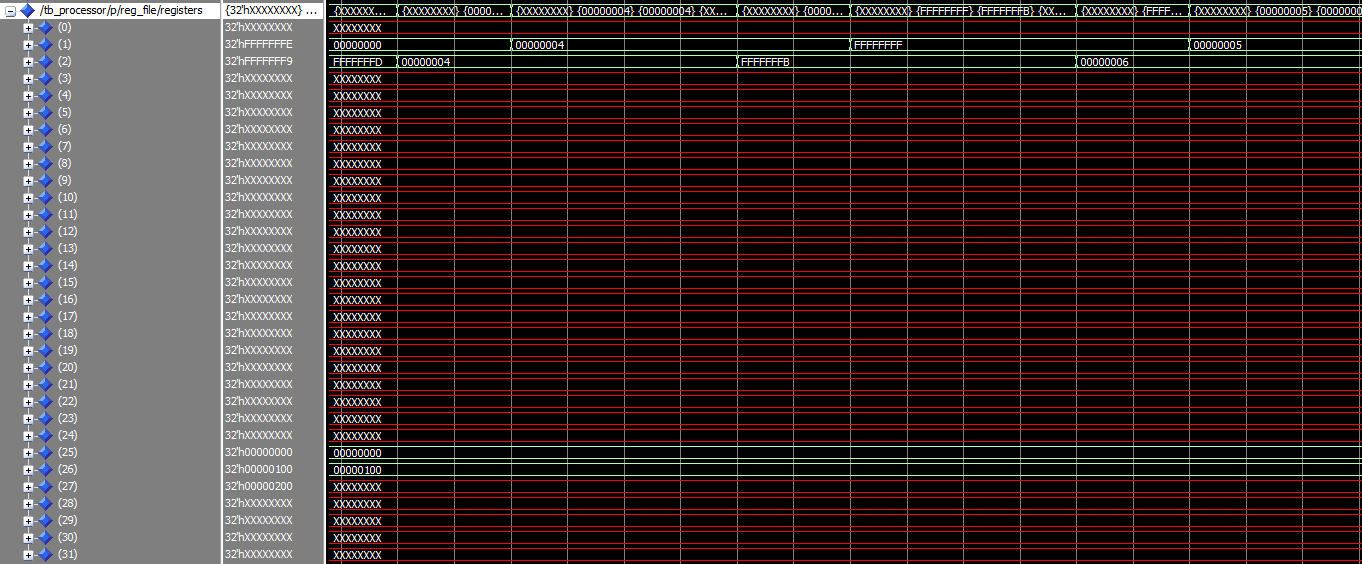 /tb_processor/p/reg_file/registers {32'hXXXXXXXX} ... {XXXXXX... {XXXXXXXX} {0000... {XXXXXXXX} {00000004} {00000004} {XX... {XXXXXXXX} {0000... {XXXXXXXX} {FFFFFFFF} {FFFFFFFB} {XX... {XXXXXXXX} {FFFF... {XXXXXXXX} {00000005} {0000000
(0) 32'hXXXXXXXX XXXXXXXX
(1) 32'hFFFFFFFE 00000000 00000004 FFFFFFFF 00000005
(2) 32'hFFFFFFF9 FFFFFFFD 00000004 FFFFFFFB 00000006
(3) 32'hXXXXXXXX XXXXXXXX
(4) 32'hXXXXXXXX XXXXXXXX
(5) 32'hXXXXXXXX XXXXXXXX
(6) 32'hXXXXXXXX XXXXXXXX
(7) 32'hXXXXXXXX XXXXXXXX
(8) 32'hXXXXXXXX XXXXXXXX
(9) 32'hXXXXXXXX XXXXXXXX
(10) 32'hXXXXXXXX XXXXXXXX
(11) 32'hXXXXXXXX XXXXXXXX
(12) 32'hXXXXXXXX XXXXXXXX
(13) 32'hXXXXXXXX XXXXXXXX
(14) 32'hXXXXXXXX XXXXXXXX
(15) 32'hXXXXXXXX XXXXXXXX
(16) 32'hXXXXXXXX XXXXXXXX
(17) 32'hXXXXXXXX XXXXXXXX
(18) 32'hXXXXXXXX XXXXXXXX
(19) 32'hXXXXXXXX XXXXXXXX
(20) 32'hXXXXXXXX XXXXXXXX
(21) 32'hXXXXXXXX XXXXXXXX
(22) 32'hXXXXXXXX XXXXXXXX
(23) 32'hXXXXXXXX XXXXXXXX
(24) 32'hXXXXXXXX XXXXXXXX
(25) 32'h00000000 00000000
(26) 32'h00000100 00000100
(27) 32'h00000200 XXXXXXXX
(28) 32'hXXXXXXXX XXXXXXXX
(29) 32'hXXXXXXXX XXXXXXXX
(30) 32'hXXXXXXXX XXXXXXXX
(31) 32'hXXXXXXXX XXXXXXXX